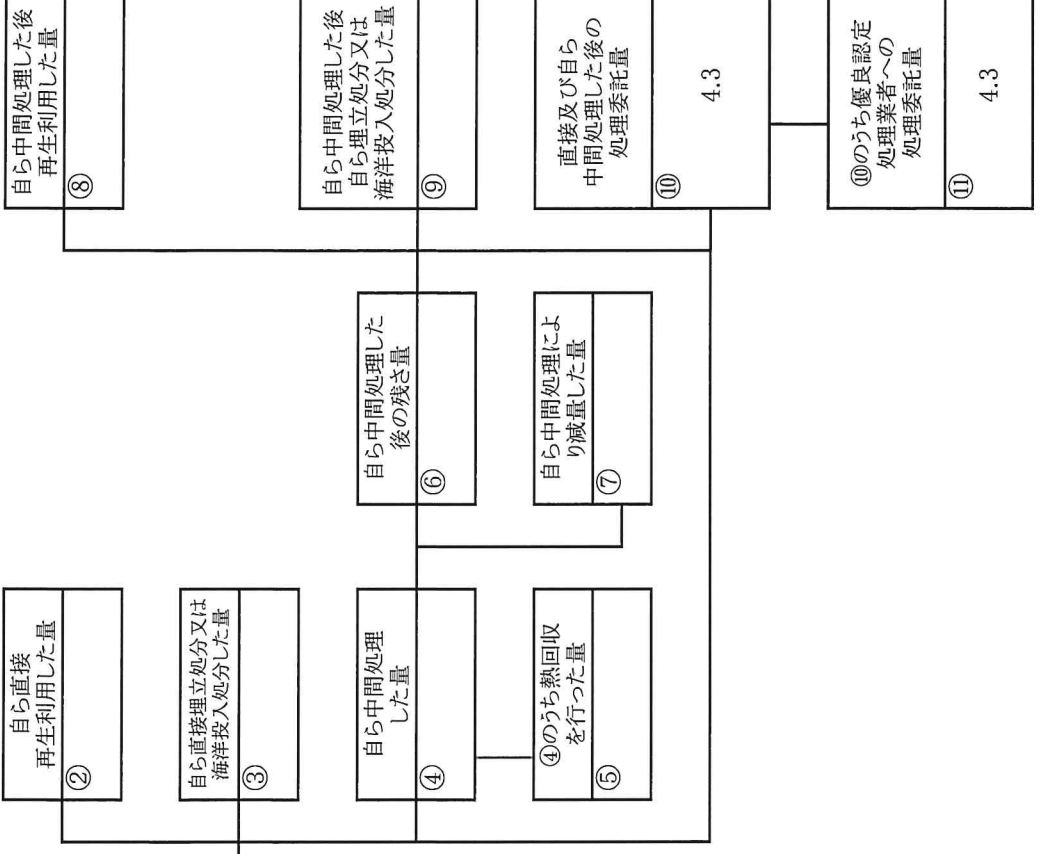 自ら直接
再生利用した量
②
自ら直接埋立処分又は
海洋投入処分した量
③
自ら中間処理
した量
④
④のうち熱回収
を行った量
⑤
自ら中間処理した
後の残さ量
⑥
自ら中間処理によ
り減量した量
⑦
自ら中間処理した後
再生利用した量
⑧
自ら中間処理した後
自ら埋立処分又は
海洋投入処分した量
⑨
直接及び自ら
中間処理した後の
処理委託量
⑩
4.3
⑩のうち優良認定
処理業者への
処理委託量
⑪
4.3